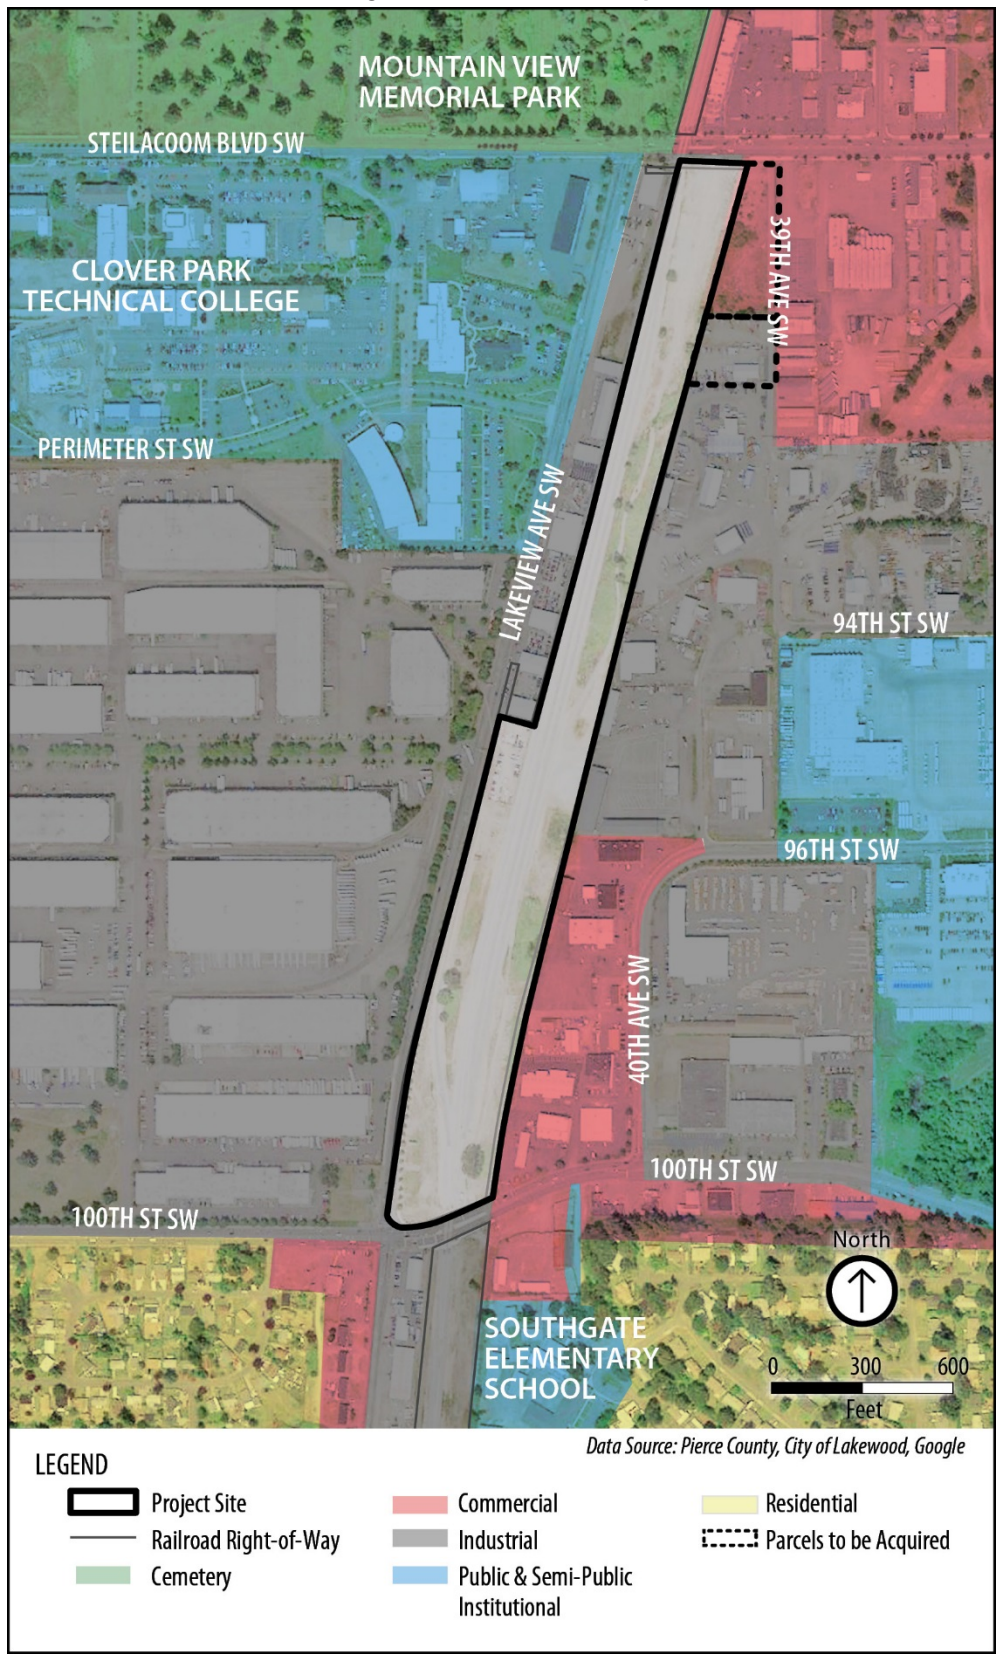 MOUNTAIN VIEW
MEMORIAL PARK
STEILACOOM BLVD SW
39TH AVE SW
CLOVER PARK
TECHNICAL COLLEGE
PERIMETER ST SW
LAKEVIEW AVE SW
94TH ST SW
96TH ST SW
40TH AVE SW
100TH ST SW
100TH ST SW
North
SOUTHGATE
ELEMENTARY
SCHOOL
0 300 600
Feet
Data Source: Pierce County, City of Lakewood, Google
LEGEND
Project Site
Railroad Right-of-Way
Cemetery
Commercial
Industrial
Public & Semi-Public
Institutional
Residential
Parcels to be Acquired